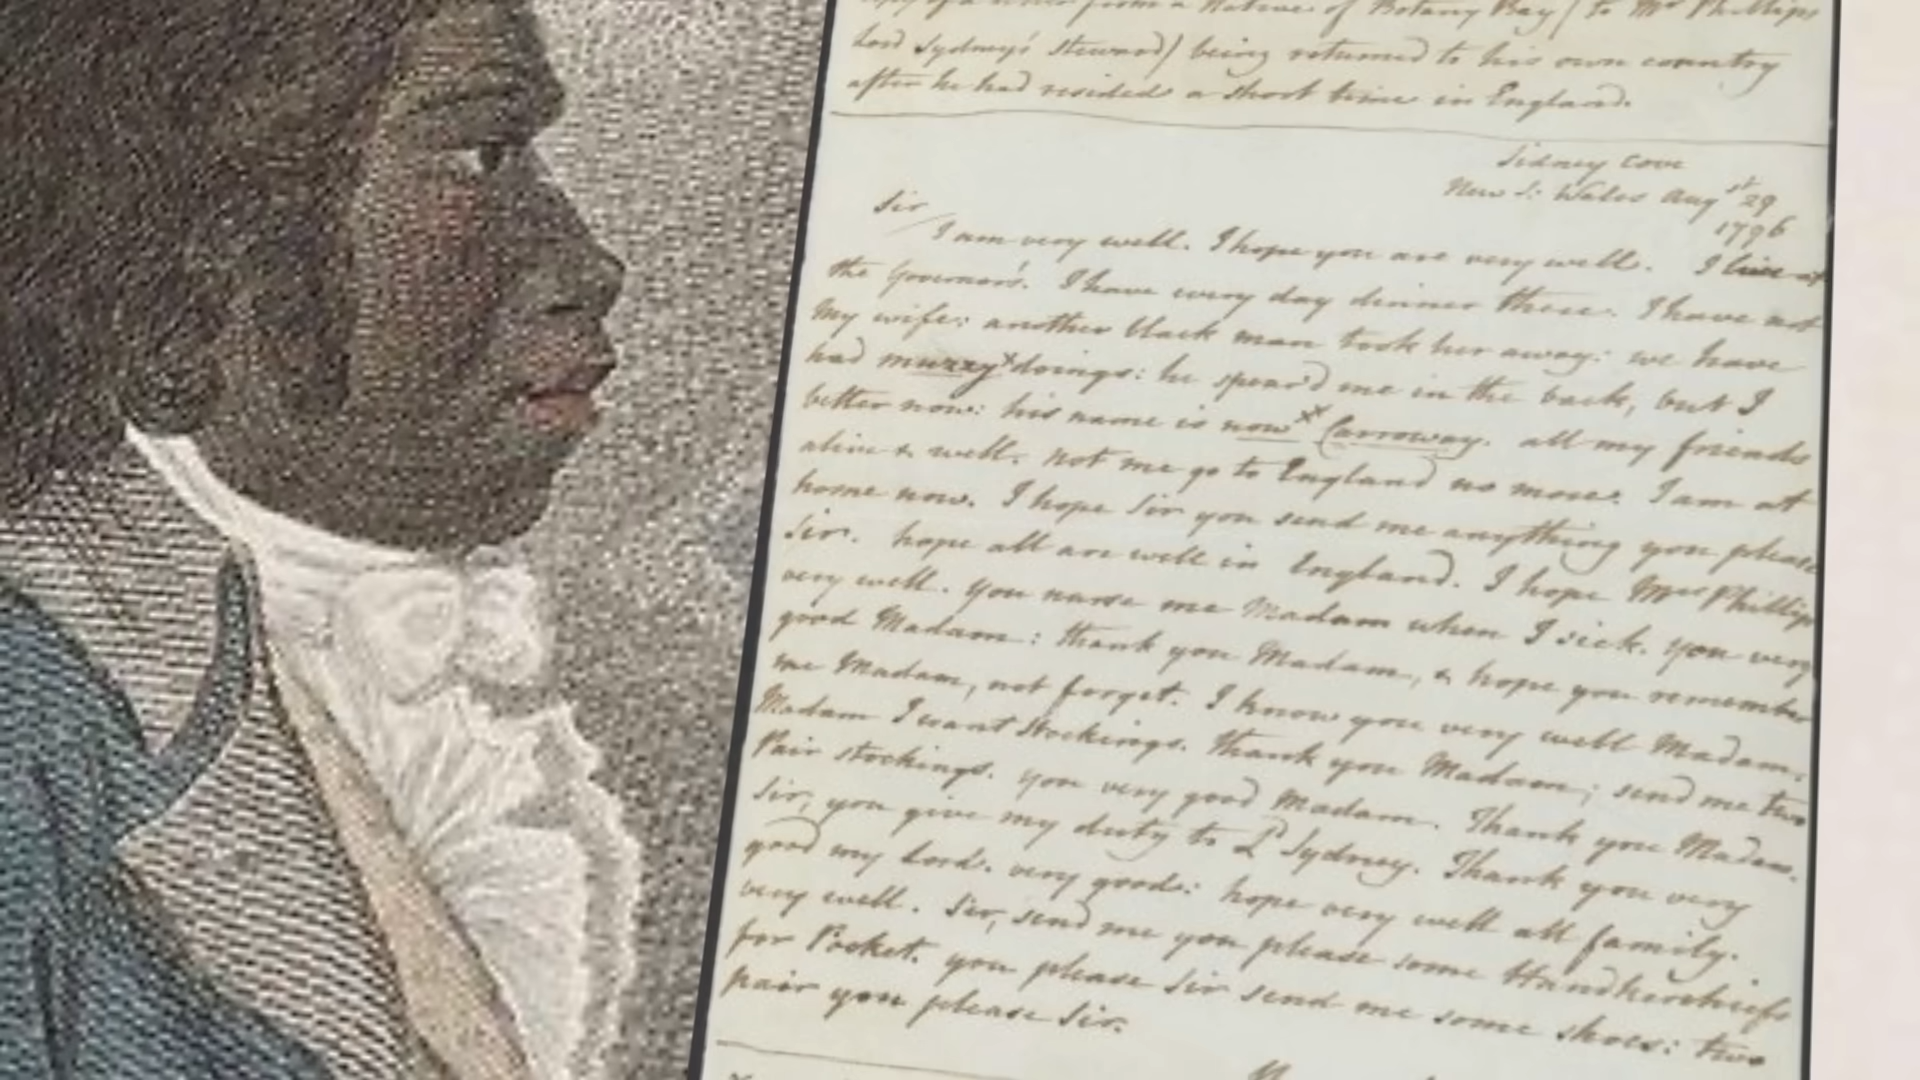 copy of a letter from a Native of Botany Bay (to Mr Phillips
Lord Sydney's Steward) being returned to his own country
after he had resided a short time in England.
Sidney Cove
New S. Wales Augst 29
1796
Sir
I am very well. I hope you are very well. I live at
the Governor's. I have every day dinner there. I have not
my wife: another black man took her away: we have
had muzzy x doings: he spear'd me in the back, but I
better now: his name is now x Carroway. all my friends
alive & well. not me go to England no more. I am at
home now. I hope Sir you send me anything you please
Sir. hope all are well in England. I hope Mrs Phillip
very well. you nurse me Madam when I sick. you very
good Madam: thank you Madam, & hope you remember
me Madam, not forget. I know you very well Madam.
Madam I want stockings. thank you Madam; send me two
Pair stockings. you very good Madam. Thank you Madam.
Sir, you give my duty to Ld Sydney. Thank you very
good my Lord. very good: hope very well all family.
very well. Sir, send me you please some Handkerchiefs
for Pocket. you please Sir send me some shoes: two
pair you please Sir.